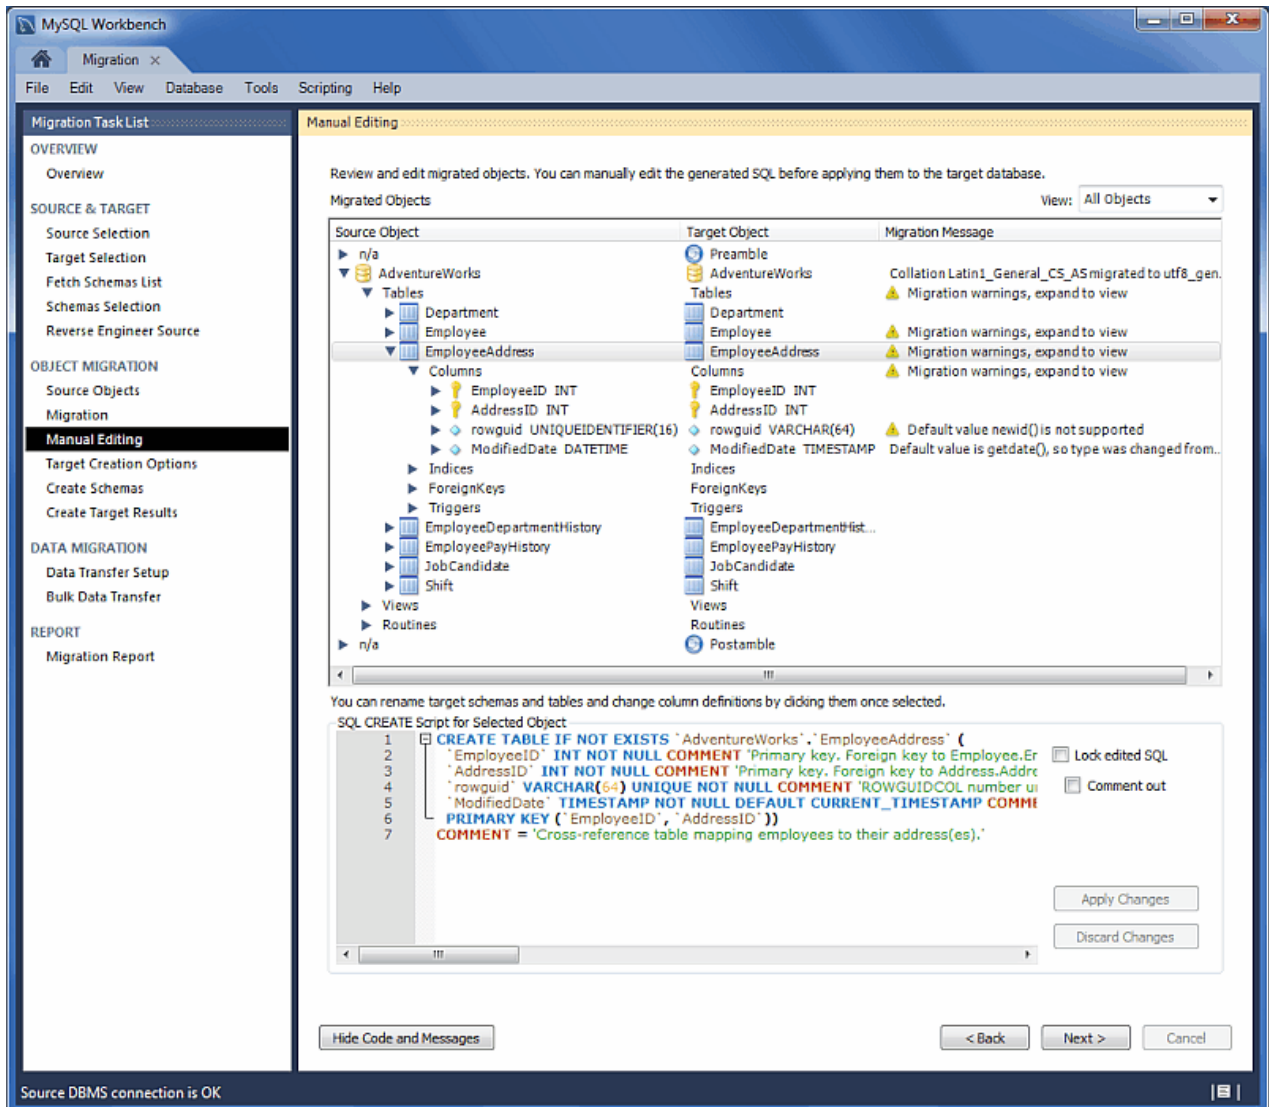 MySQL Workbench
Migration ×
File Edit View Database Tools Scripting Help
Migration Task List
OVERVIEW
Overview
SOURCE & TARGET
Source Selection
Target Selection
Fetch Schemas List
Schemas Selection
Reverse Engineer Source
OBJECT MIGRATION
Source Objects
Migration
Manual Editing
Target Creation Options
Create Schemas
Create Target Results
DATA MIGRATION
Data Transfer Setup
Bulk Data Transfer
REPORT
Migration Report
Manual Editing
Review and edit migrated objects. You can manually edit the generated SQL before applying them to the target database.
Migrated Objects View: All Objects
Source Object Target Object Migration Message
n/a Preamble
AdventureWorks AdventureWorks Collation Latin1_General_CS_AS migrated to utf8_gen.
Tables Tables Migration warnings, expand to view
Department Department
Employee Employee Migration warnings, expand to view
EmployeeAddress EmployeeAddress Migration warnings, expand to view
Columns Columns Migration warnings, expand to view
EmployeeID INT EmployeeID INT
AddressID INT AddressID INT
rowguid UNIQUEIDENTIFIER(16) rowguid VARCHAR(64) Default value newid() is not supported
ModifiedDate DATETIME ModifiedDate TIMESTAMP Default value is getdate(), so type was changed from...
Indices Indices
ForeignKeys ForeignKeys
Triggers Triggers
EmployeeDepartmentHistory EmployeeDepartmentHist...
EmployeePayHistory EmployeePayHistory
JobCandidate JobCandidate
Shift Shift
Views Views
Routines Routines
n/a Postamble
You can rename target schemas and tables and change column definitions by clicking them once selected.
SQL CREATE Script for Selected Object
1 CREATE TABLE IF NOT EXISTS `AdventureWorks`.`EmployeeAddress` (
2 `EmployeeID` INT NOT NULL COMMENT 'Primary key. Foreign key to Employee.Er
3 `AddressID` INT NOT NULL COMMENT 'Primary key. Foreign key to Address.Addre
4 `rowguid` VARCHAR(64) UNIQUE NOT NULL COMMENT 'ROWGUIDCOL number ui
5 `ModifiedDate` TIMESTAMP NOT NULL DEFAULT CURRENT_TIMESTAMP COMME
6 PRIMARY KEY (`EmployeeID`, `AddressID`))
7 COMMENT = 'Cross-reference table mapping employees to their address(es).'
Lock edited SQL
Comment out
Apply Changes
Discard Changes
Hide Code and Messages < Back Next > Cancel
Source DBMS connection is OK